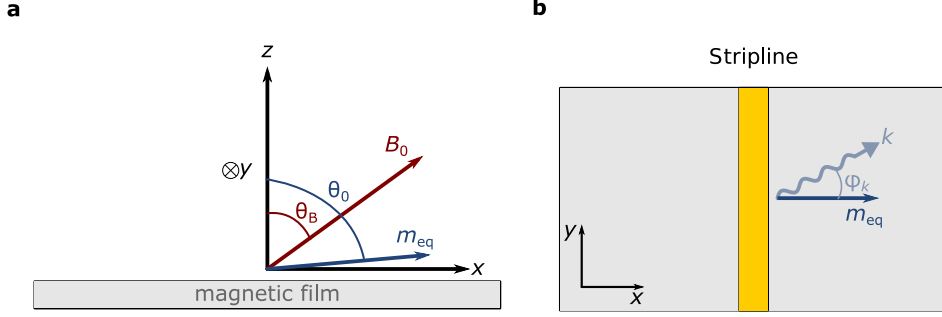 a
z
⊗y
B0
θ0
θB
meq
x
magnetic film
b
Stripline
k
φk
meq
y
x